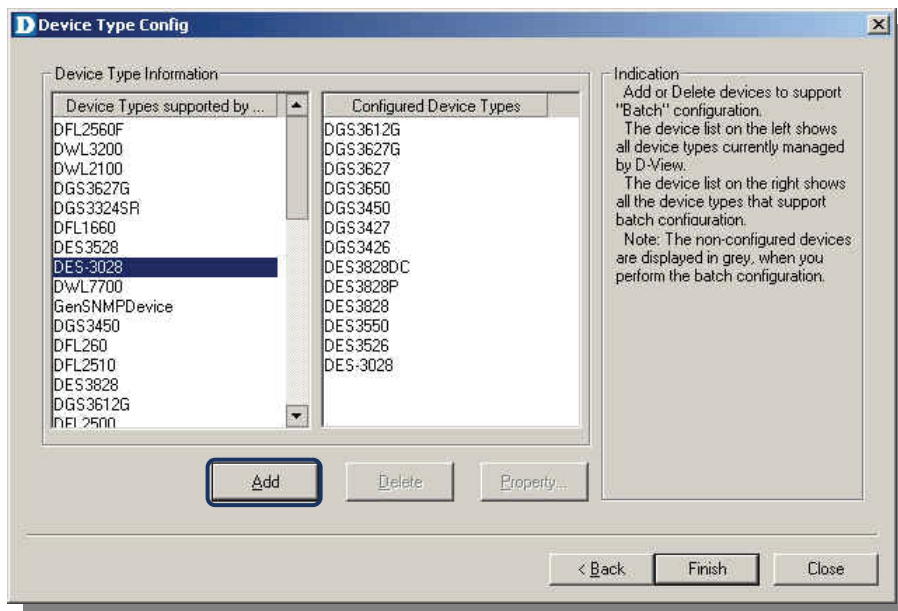 D Device Type Config
Device Type Information
Device Types supported by ...
DFL2560F
DWL3200
DWL2100
DGS3627G
DGS3324SR
DFL1660
DES3528
DES-3028
DWL7700
GenSNMPDevice
DGS3450
DFL260
DFL2510
DES3828
DGS3612G
DFL2500
Configured Device Types
DGS3612G
DGS3627G
DGS3627
DGS3650
DGS3450
DGS3427
DGS3426
DES3828DC
DES3828P
DES3828
DES3550
DES3526
DES-3028
Indication
Add or Delete devices to support
"Batch" configuration.
The device list on the left shows
all device types currently managed
by D-View.
The device list on the right shows
all the device types that support
batch configuration.
Note: The non-configured devices
are displayed in grey, when you
perform the batch configuration.
Add
Delete
Property...
< Back
Finish
Close